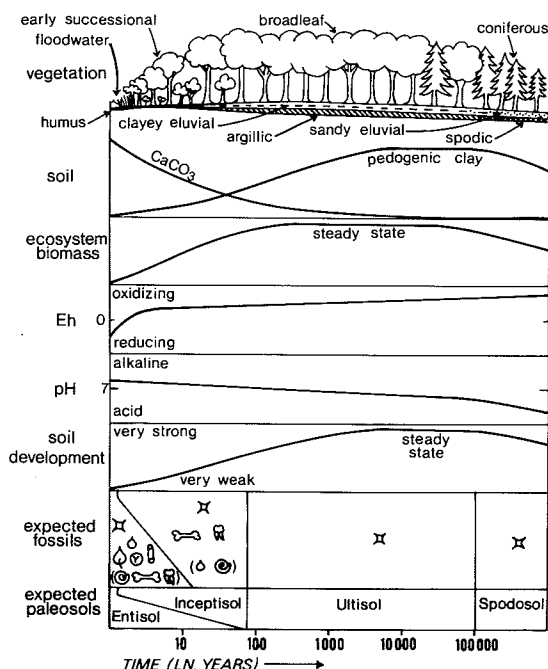 early successional
broadleaf
coniferous
floodwater
vegetation
humus
clayey eluvial
argillic
sandy eluvial
spodic
CaCO3
pedogenic clay
soil
ecosystem
biomass
steady state
oxidizing
Eh 0
reducing
alkaline
pH 7
acid
soil
development
very strong
steady
state
very weak
expected
fossils
expected
paleosols
Entisol
Inceptisol
Ultisol
Spodosol
10 100 1000 10 000 100000
TIME (LN. YEARS)